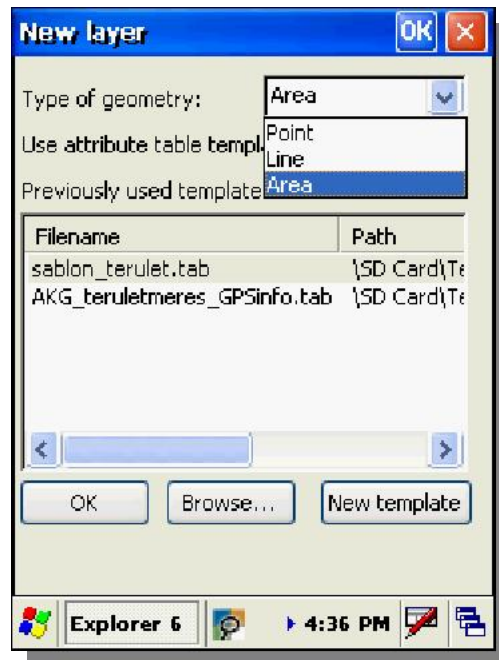 New layer OK
Type of geometry: Area
Point
Use attribute table templ
Line
Previously used template Area
Filename Path
sablon_terulet.tab \SD Card\Te
AKG_teruletmeres_GPSinfo.tab \SD Card\Te
OK Browse... New template
Explorer 6 4:36 PM